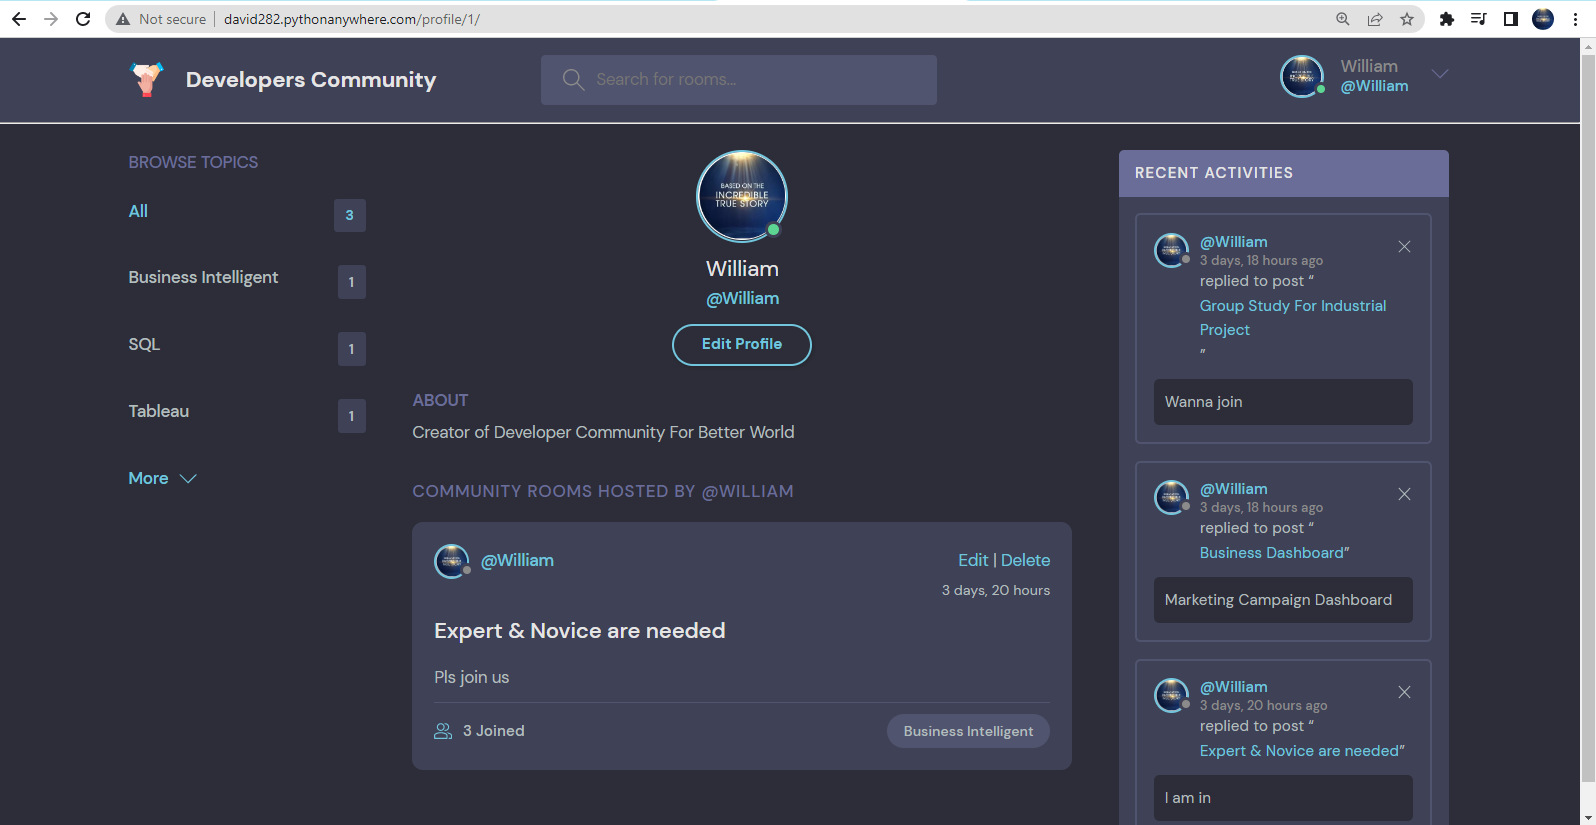 Not secure
david282.pythonanywhere.com/profile/1/
Developers Community
Search for rooms...
William
@William
BROWSE TOPICS
All 3
Business Intelligent 1
SQL 1
Tableau 1
More
BASED ON THE
INCREDIBLE
TRUE STORY
William
@William
Edit Profile
ABOUT
Creator of Developer Community For Better World
COMMUNITY ROOMS HOSTED BY @WILLIAM
@William
Edit | Delete
3 days, 20 hours
Expert & Novice are needed
Pls join us
3 Joined
Business Intelligent
RECENT ACTIVITIES
@William
3 days, 18 hours ago
replied to post “
Group Study For Industrial
Project
”
Wanna join
@William
3 days, 18 hours ago
replied to post “
Business Dashboard”
Marketing Campaign Dashboard
@William
3 days, 20 hours ago
replied to post “
Expert & Novice are needed”
I am in